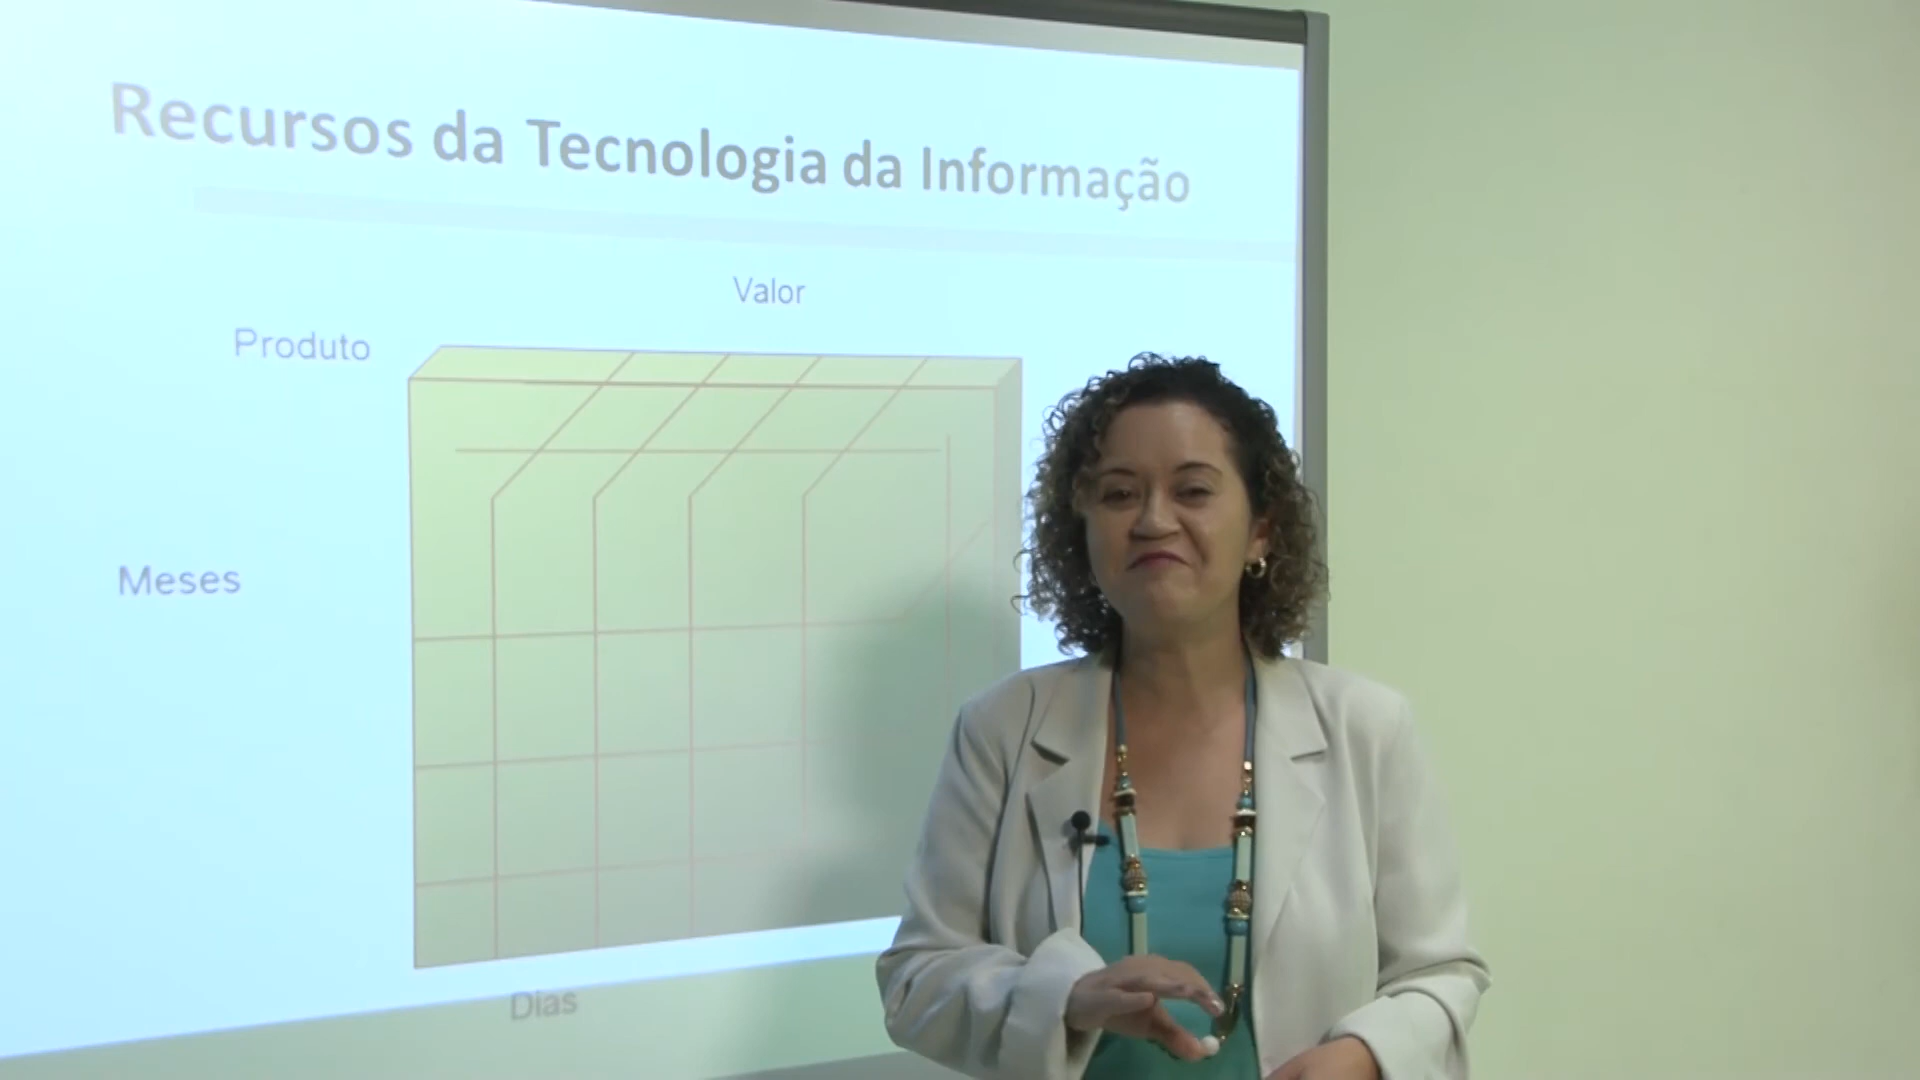 Recursos da Tecnologia da Informação
Valor
Produto
Meses
Dias